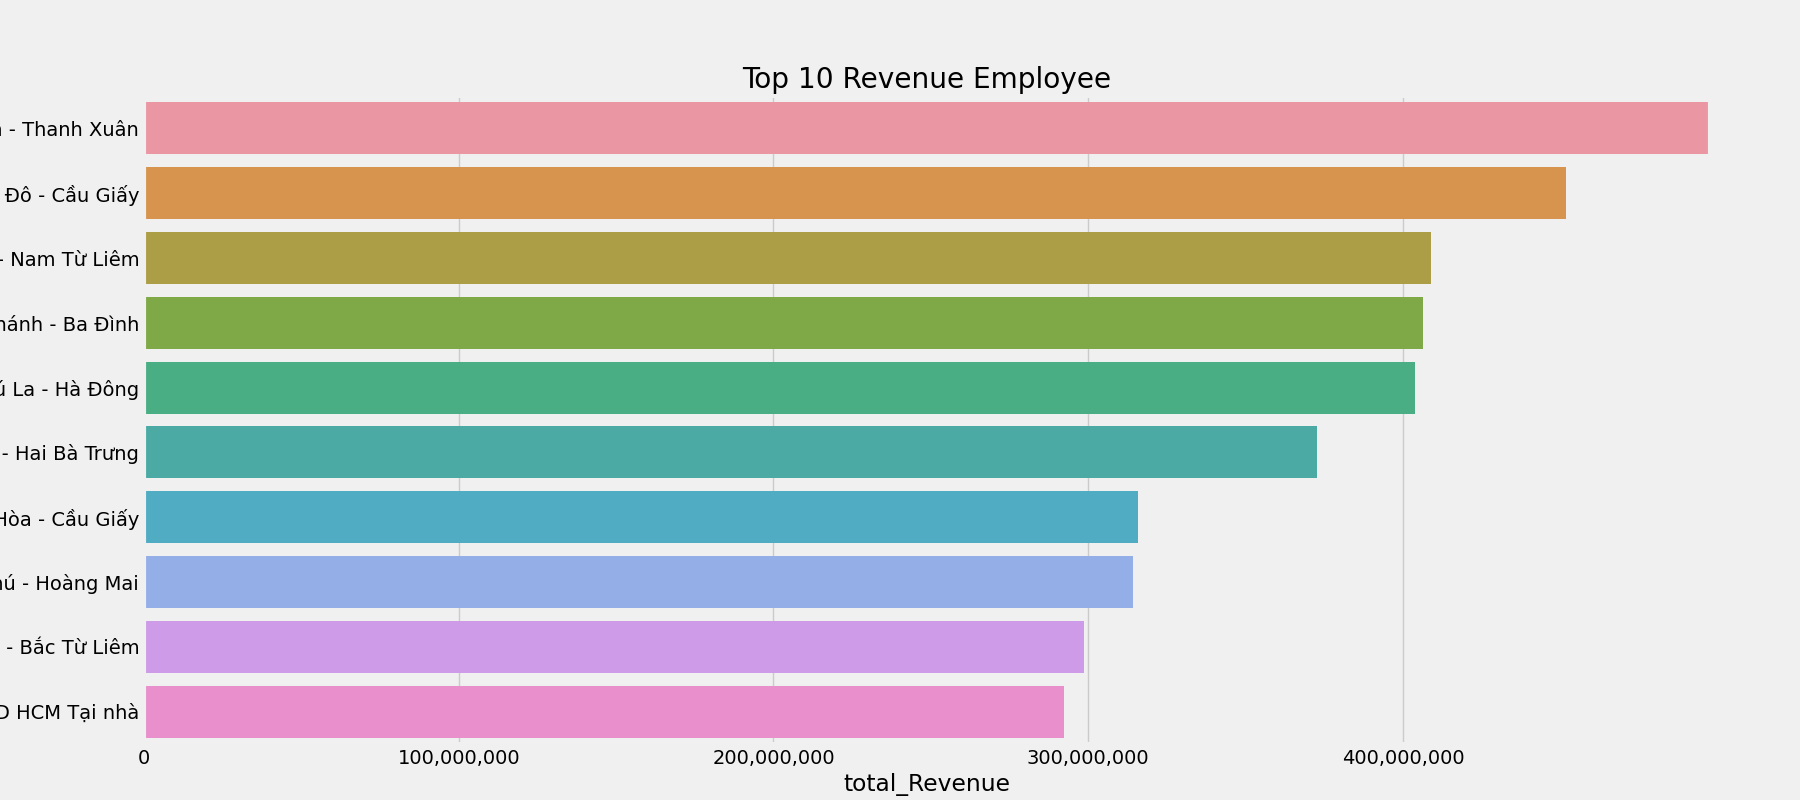 Top 10 Revenue Employee
- Thanh Xuân
Đô - Cầu Giấy
- Nam Từ Liêm
- Ba Đình
La - Hà Đông
- Hai Bà Trưng
Hòa - Cầu Giấy
- Hoàng Mai
- Bắc Từ Liêm
HCM Tại nhà
0 100,000,000 200,000,000 300,000,000 400,000,000
total_Revenue